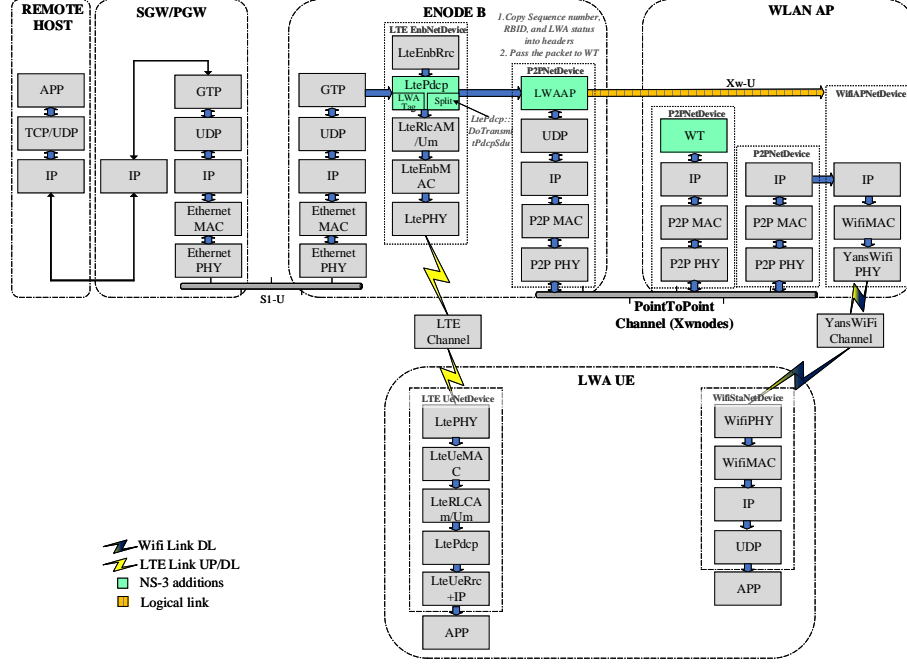 REMOTE
HOST
APP
TCP/UDP
IP
SGW/PGW
IP
GTP
UDP
IP
Ethernet
MAC
Ethernet
PHY
S1-U
ENODE B
GTP
UDP
IP
Ethernet
MAC
Ethernet
PHY
LTE EnbNetDevice
LteEnbRrc
LtePdcp
LWA
Tag
Split
LteRlcAM
/Um
LteEnbM
AC
LtePHY
LtePdcp::
DoTransmi
tPdcpSdu
1.Copy Sequence number,
RBID, and LWA status
into headers
2. Pass the packet to WT
P2PNetDevice
LWAAP
UDP
IP
P2P MAC
P2P PHY
Xw-U
WLAN AP
P2PNetDevice
WT
IP
P2P MAC
P2P PHY
P2PNetDevice
IP
P2P MAC
P2P PHY
WifiAPNetDevice
IP
WifiMAC
YansWifi
PHY
PointToPoint
Channel (Xwnodes)
LTE
Channel
YansWiFi
Channel
LWA UE
LTE UeNetDevice
LtePHY
LteUeMA
C
LteRLCA
m/Um
LtePdcp
LteUeRrc
+IP
APP
WifiStaNetDevice
WifiPHY
WifiMAC
IP
UDP
APP
Wifi Link DL
LTE Link UP/DL
NS-3 additions
Logical link